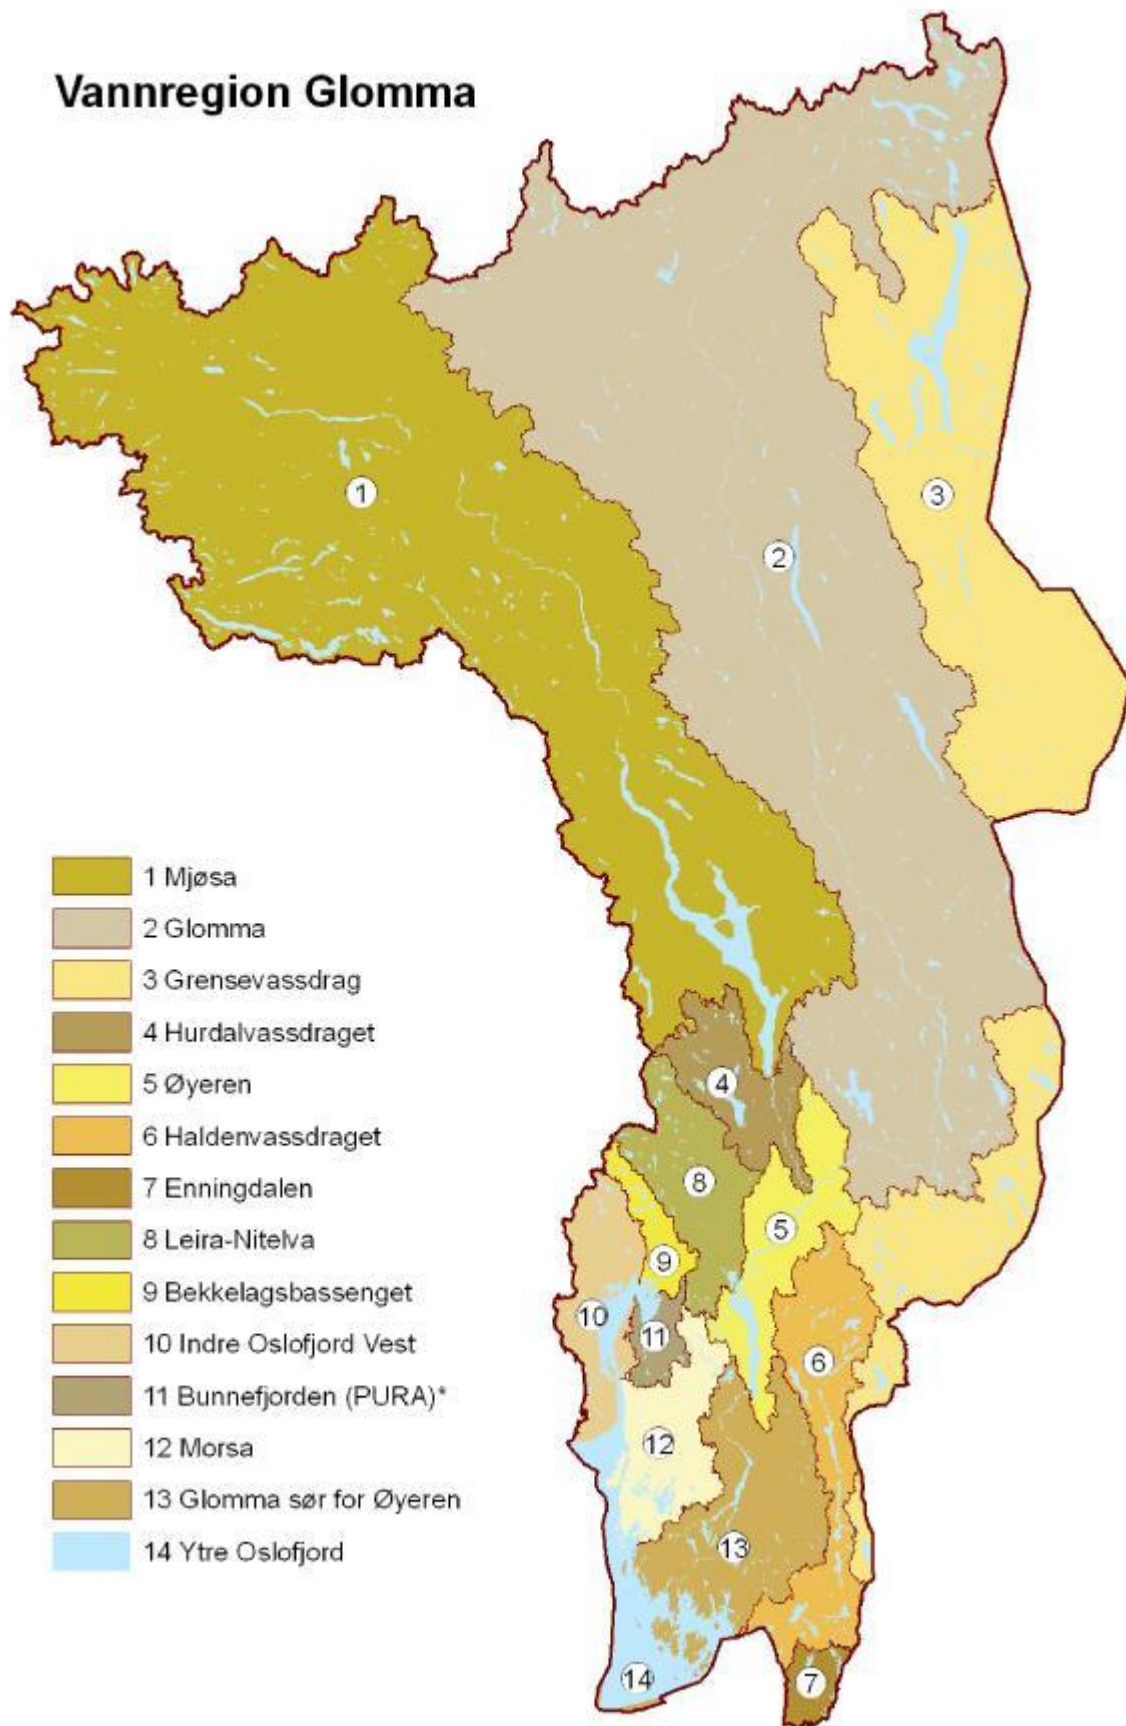 Vannregion Glomma
1
2
3
1 Mjøsa
2 Glomma
3 Grensevassdrag
4 Hurdalvassdraget
5 Øyeren
6 Haldenvassdraget
7 Enningdalen
8 Leira-Nitelva
9 Bekkelagsbassenget
10 Indre Oslofjord Vest
11 Bunnefjorden (PURA)*
12 Morsa
13 Glomma sør for Øyeren
14 Ytre Oslofjord
4
8
5
9
10
11
6
12
13
14
7